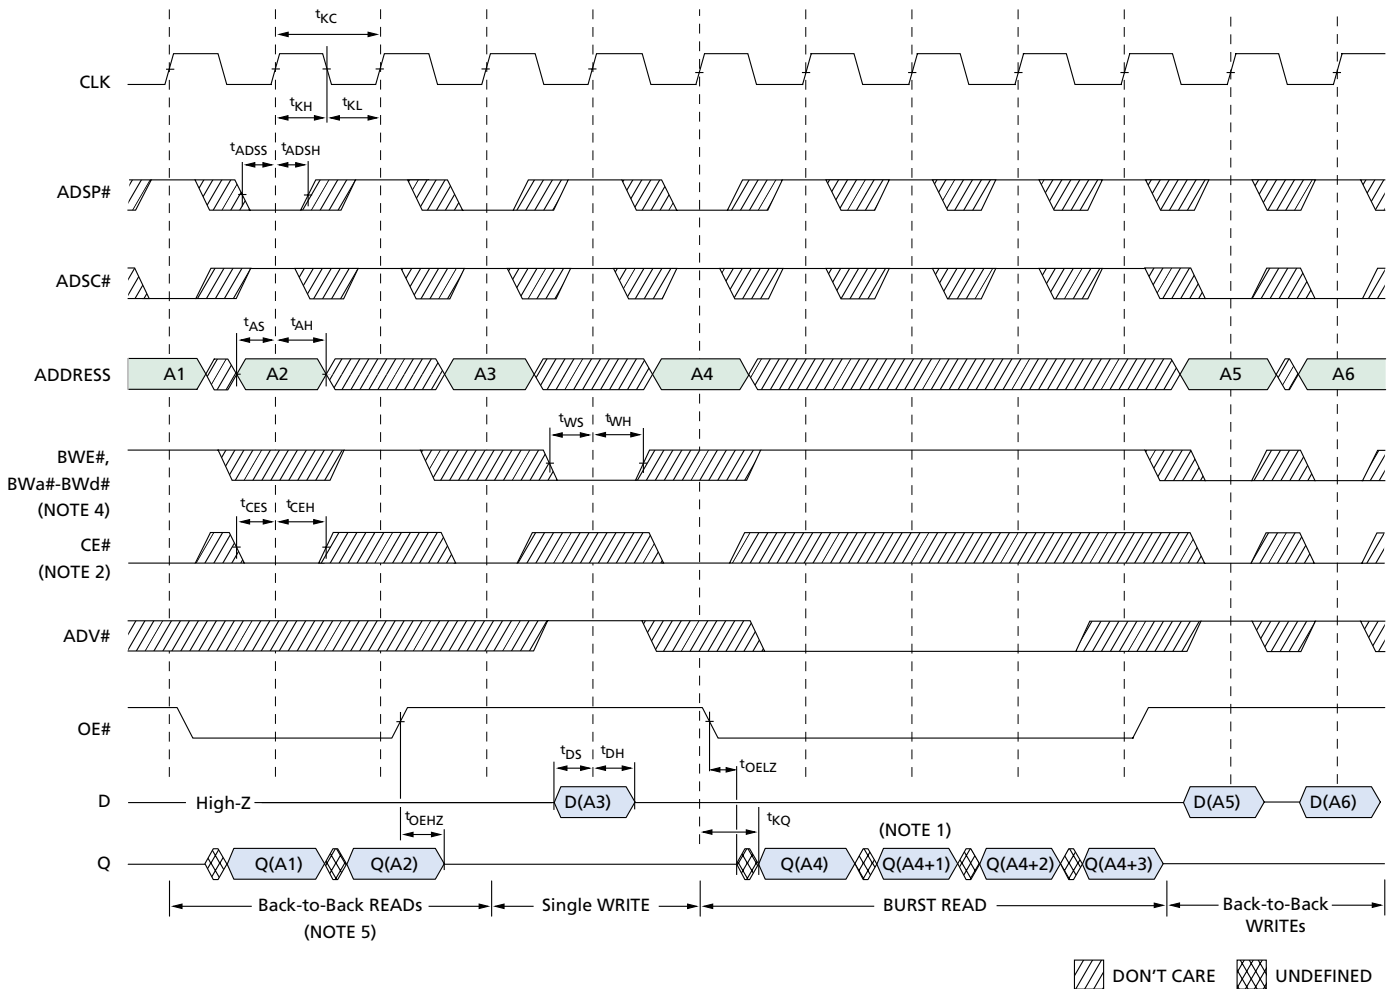 tKC
CLK
tKH tKL
tADSS tADSH
ADSP#
ADSC#
tAS tAH
ADDRESS A1 A2 A3 A4 A5 A6
tWS tWH
BWE#,
BWa#-BWd#
(NOTE 4)
tCES tCEH
CE#
(NOTE 2)
ADV#
OE#
tDS tDH tOELZ
D High-Z D(A3) D(A5) D(A6)
tOEHZ tKQ (NOTE 1)
Q Q(A1) Q(A2) Q(A4) Q(A4+1) Q(A4+2) Q(A4+3)
Back-to-Back READs Single WRITE BURST READ Back-to-Back
(NOTE 5) WRITEs
DON'T CARE UNDEFINED